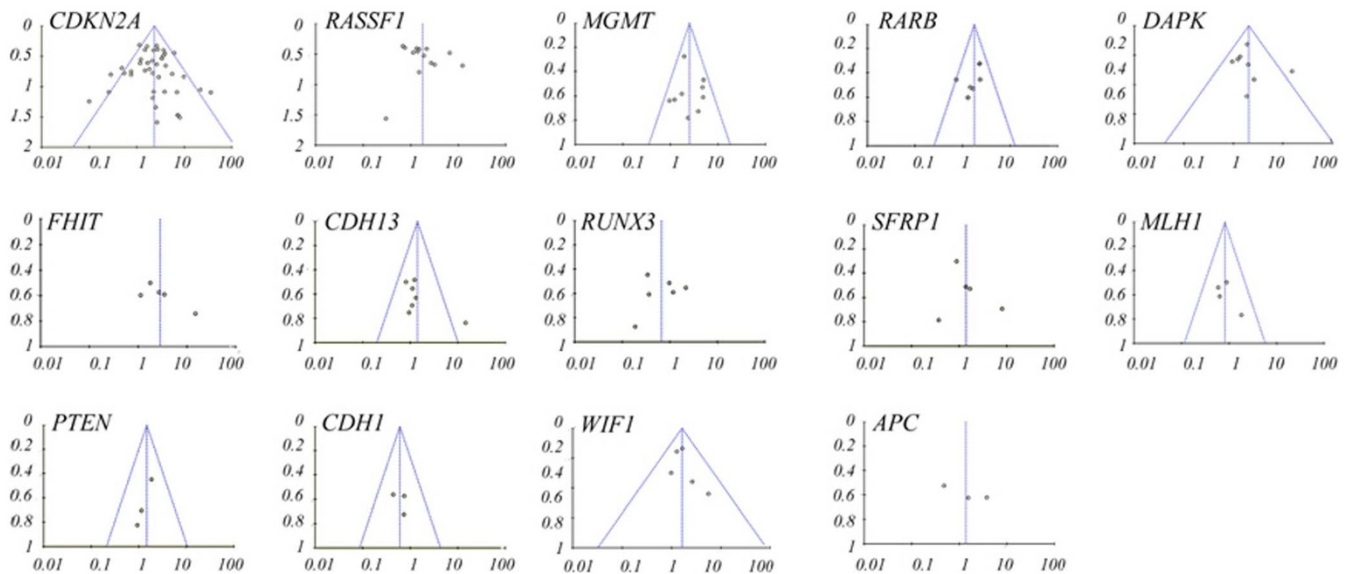 CDKN2A RASSF1 MGMT RARB DAPK
0 0 0 0 0
0.5 0.5 0.2 0.2 0.2
0.4 0.4 0.4
1 1 0.6 0.6 0.6
1.5 1.5 0.8 0.8 0.8
2 2 1 1 1
0.01 0.1 1 10 100 0.01 0.1 1 10 100 0.01 0.1 1 10 100 0.01 0.1 1 10 100 0.01 0.1 1 10 100
FHIT CDH13 RUNX3 SFRP1 MLH1
0 0 0 0 0
0.2 0.2 0.2 0.2 0.2
0.4 0.4 0.4 0.4 0.4
0.6 0.6 0.6 0.6 0.6
0.8 0.8 0.8 0.8 0.8
1 1 1 1 1
0.01 0.1 1 10 100 0.01 0.1 1 10 100 0.01 0.1 1 10 100 0.01 0.1 1 10 100 0.01 0.1 1 10 100
PTEN CDH1 WIF1 APC
0 0 0 0
0.2 0.2 0.2 0.2
0.4 0.4 0.4 0.4
0.6 0.6 0.6 0.6
0.8 0.8 0.8 0.8
1 1 1 1
0.01 0.1 1 10 100 0.01 0.1 1 10 100 0.01 0.1 1 10 100 0.01 0.1 1 10 100